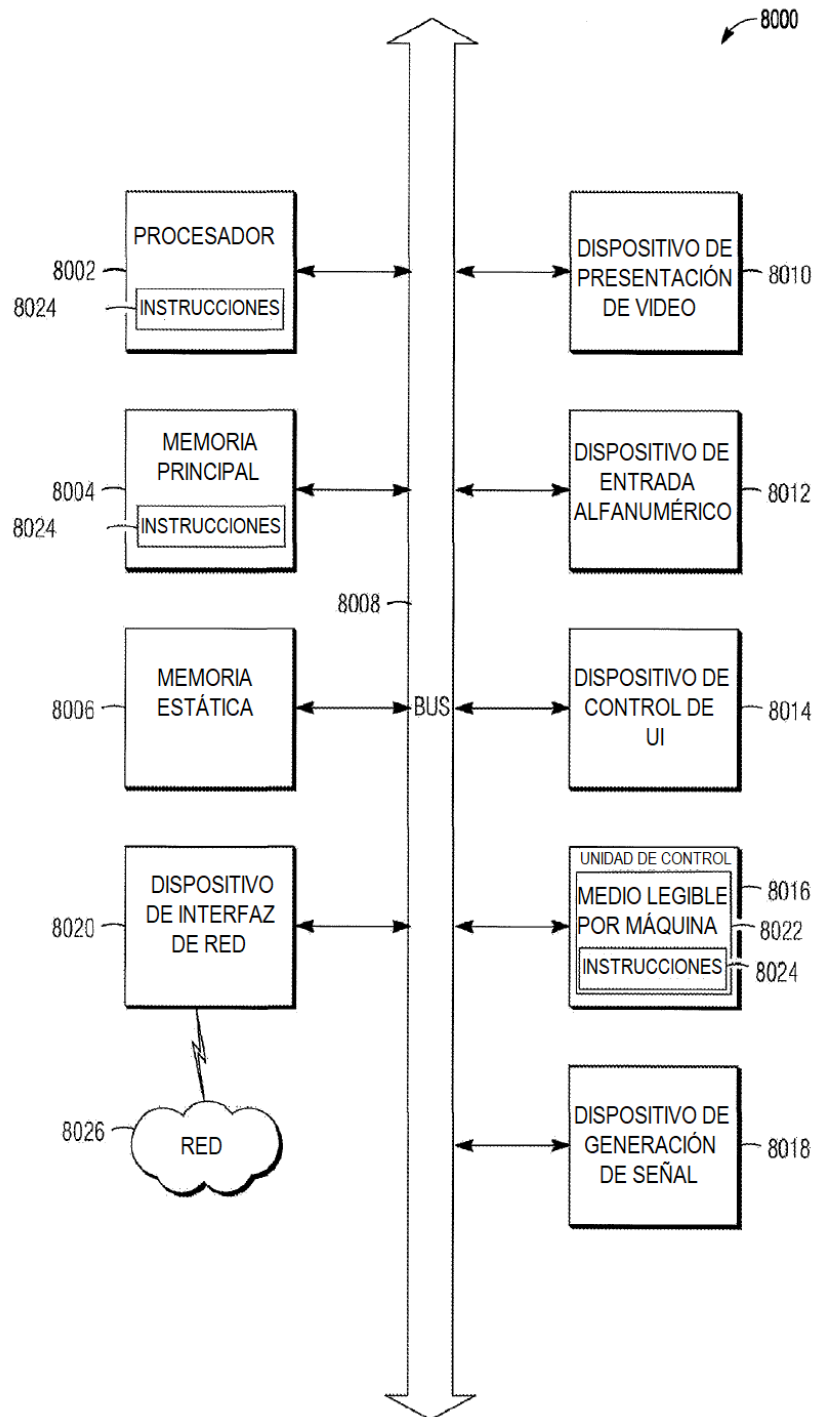 8000
PROCESADOR
8002
8024
INSTRUCCIONES
DISPOSITIVO DE
PRESENTACIÓN
DE VIDEO
8010
MEMORIA
PRINCIPAL
8004
8024
INSTRUCCIONES
DISPOSITIVO DE
ENTRADA
ALFANUMÉRICO
8012
8008
MEMORIA
ESTÁTICA
8006
BUS
DISPOSITIVO DE
CONTROL DE
UI
8014
DISPOSITIVO
DE INTERFAZ
DE RED
8020
UNIDAD DE CONTROL
8016
MEDIO LEGIBLE
POR MÁQUINA
8022
INSTRUCCIONES
8024
8026
RED
DISPOSITIVO DE
GENERACIÓN
DE SEÑAL
8018